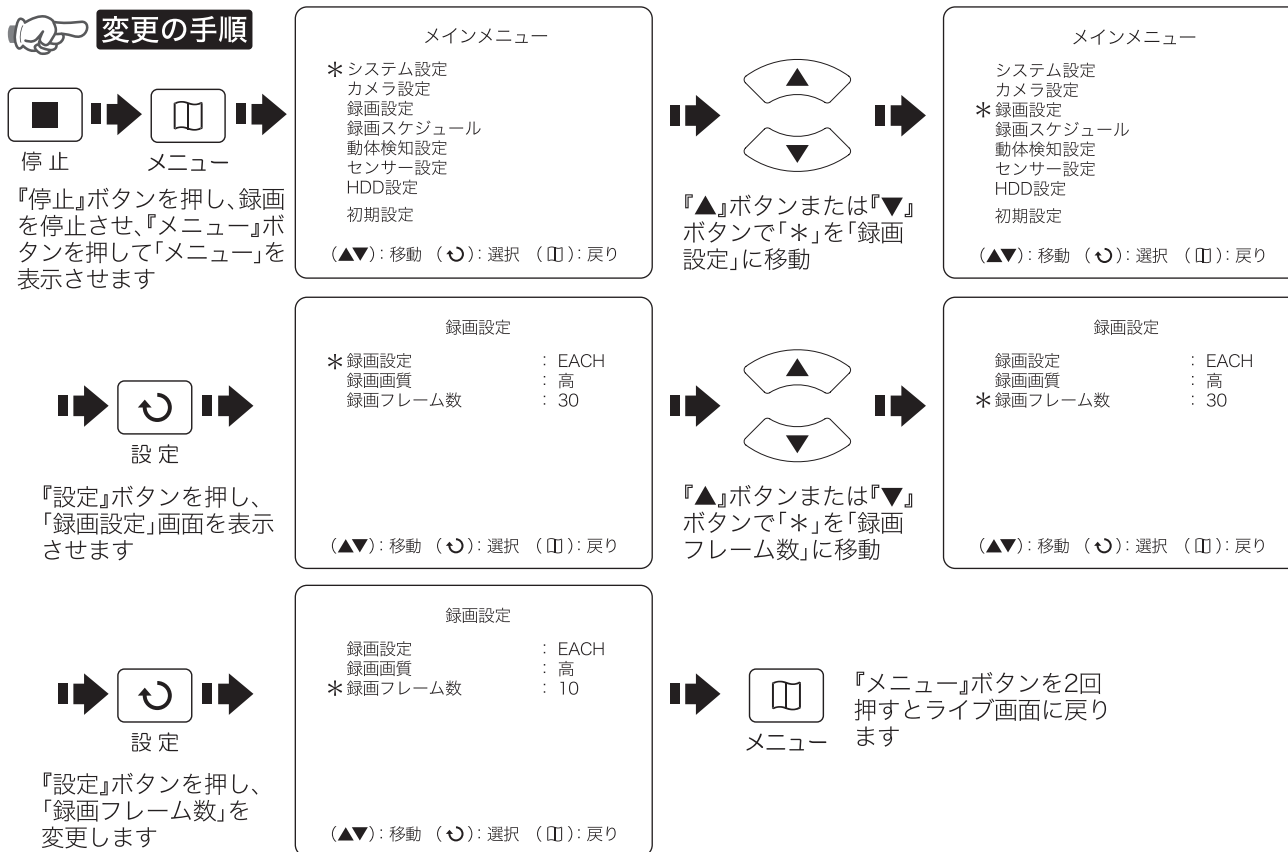 変更の手順
停止
メニュー
『停止』ボタンを押し、録画
を停止させ、『メニュー』ボ
タンを押して「メニュー」を
表示させます
メインメニュー
＊システム設定
カメラ設定
録画設定
録画スケジュール
動体検知設定
センサー設定
HDD設定
初期設定
(▲▼)：移動 (↻)：選択 (▯▯)：戻り
▲
▼
『▲』ボタンまたは『▼』
ボタンで「＊」を「録画
設定」に移動
メインメニュー
システム設定
カメラ設定
＊録画設定
録画スケジュール
動体検知設定
センサー設定
HDD設定
初期設定
(▲▼)：移動 (↻)：選択 (▯▯)：戻り
設定
『設定』ボタンを押し、
「録画設定」画面を表示
させます
録画設定
＊録画設定 ： EACH
録画画質 ： 高
録画フレーム数 ： 30
(▲▼)：移動 (↻)：選択 (▯▯)：戻り
▲
▼
『▲』ボタンまたは『▼』
ボタンで「＊」を「録画
フレーム数」に移動
録画設定
録画設定 ： EACH
録画画質 ： 高
＊録画フレーム数 ： 30
(▲▼)：移動 (↻)：選択 (▯▯)：戻り
設定
『設定』ボタンを押し、
「録画フレーム数」を
変更します
録画設定
録画設定 ： EACH
録画画質 ： 高
＊録画フレーム数 ： 10
(▲▼)：移動 (↻)：選択 (▯▯)：戻り
メニュー
『メニュー』ボタンを2回
押すとライブ画面に戻り
ます